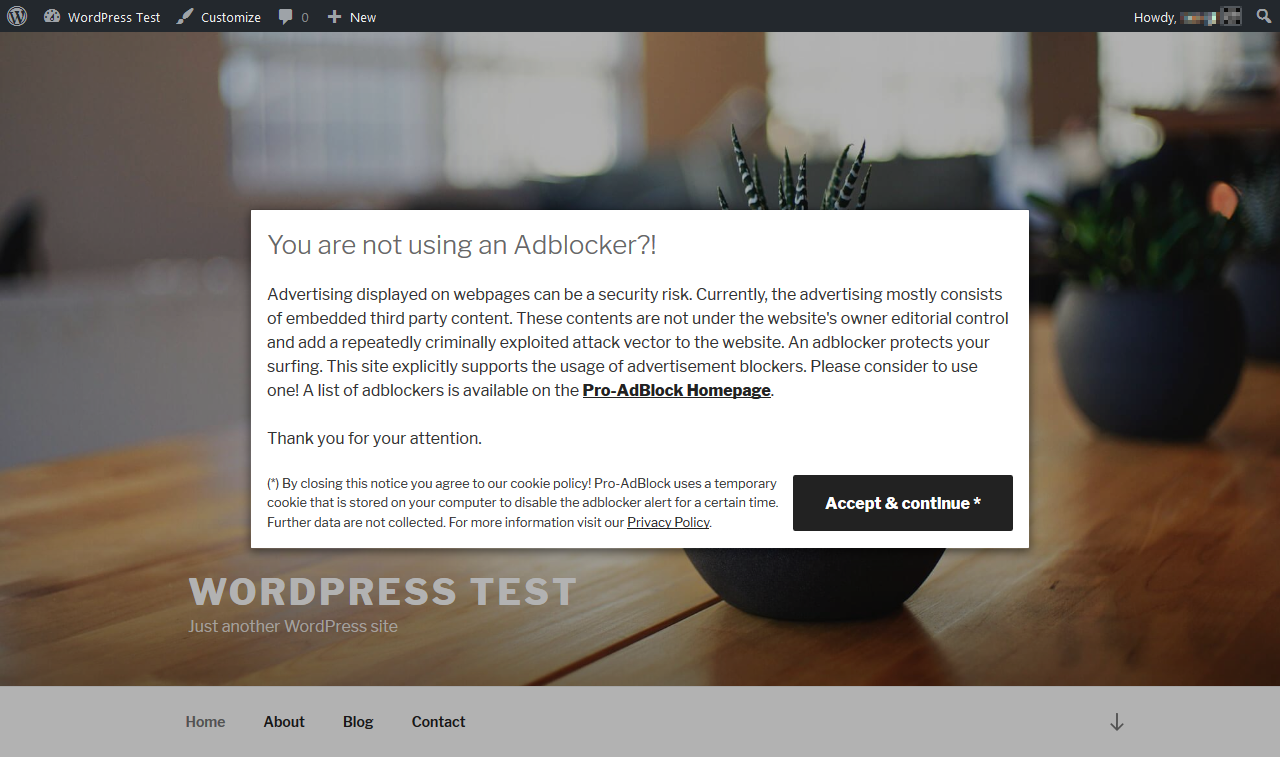 WordPress Test Customize 0 New Howdy,
You are not using an Adblocker?!
Advertising displayed on webpages can be a security risk. Currently, the advertising mostly consists
of embedded third party content. These contents are not under the website's owner editorial control
and add a repeatedly criminally exploited attack vector to the website. An adblocker protects your
surfing. This site explicitly supports the usage of advertisement blockers. Please consider to use
one! A list of adblockers is available on the Pro-AdBlock Homepage.
Thank you for your attention.
(*) By closing this notice you agree to our cookie policy! Pro-AdBlock uses a temporary
cookie that is stored on your computer to disable the adblocker alert for a certain time.
Further data are not collected. For more information visit our Privacy Policy.
Accept & continue *
WORDPRESS TEST
Just another WordPress site
Home About Blog Contact